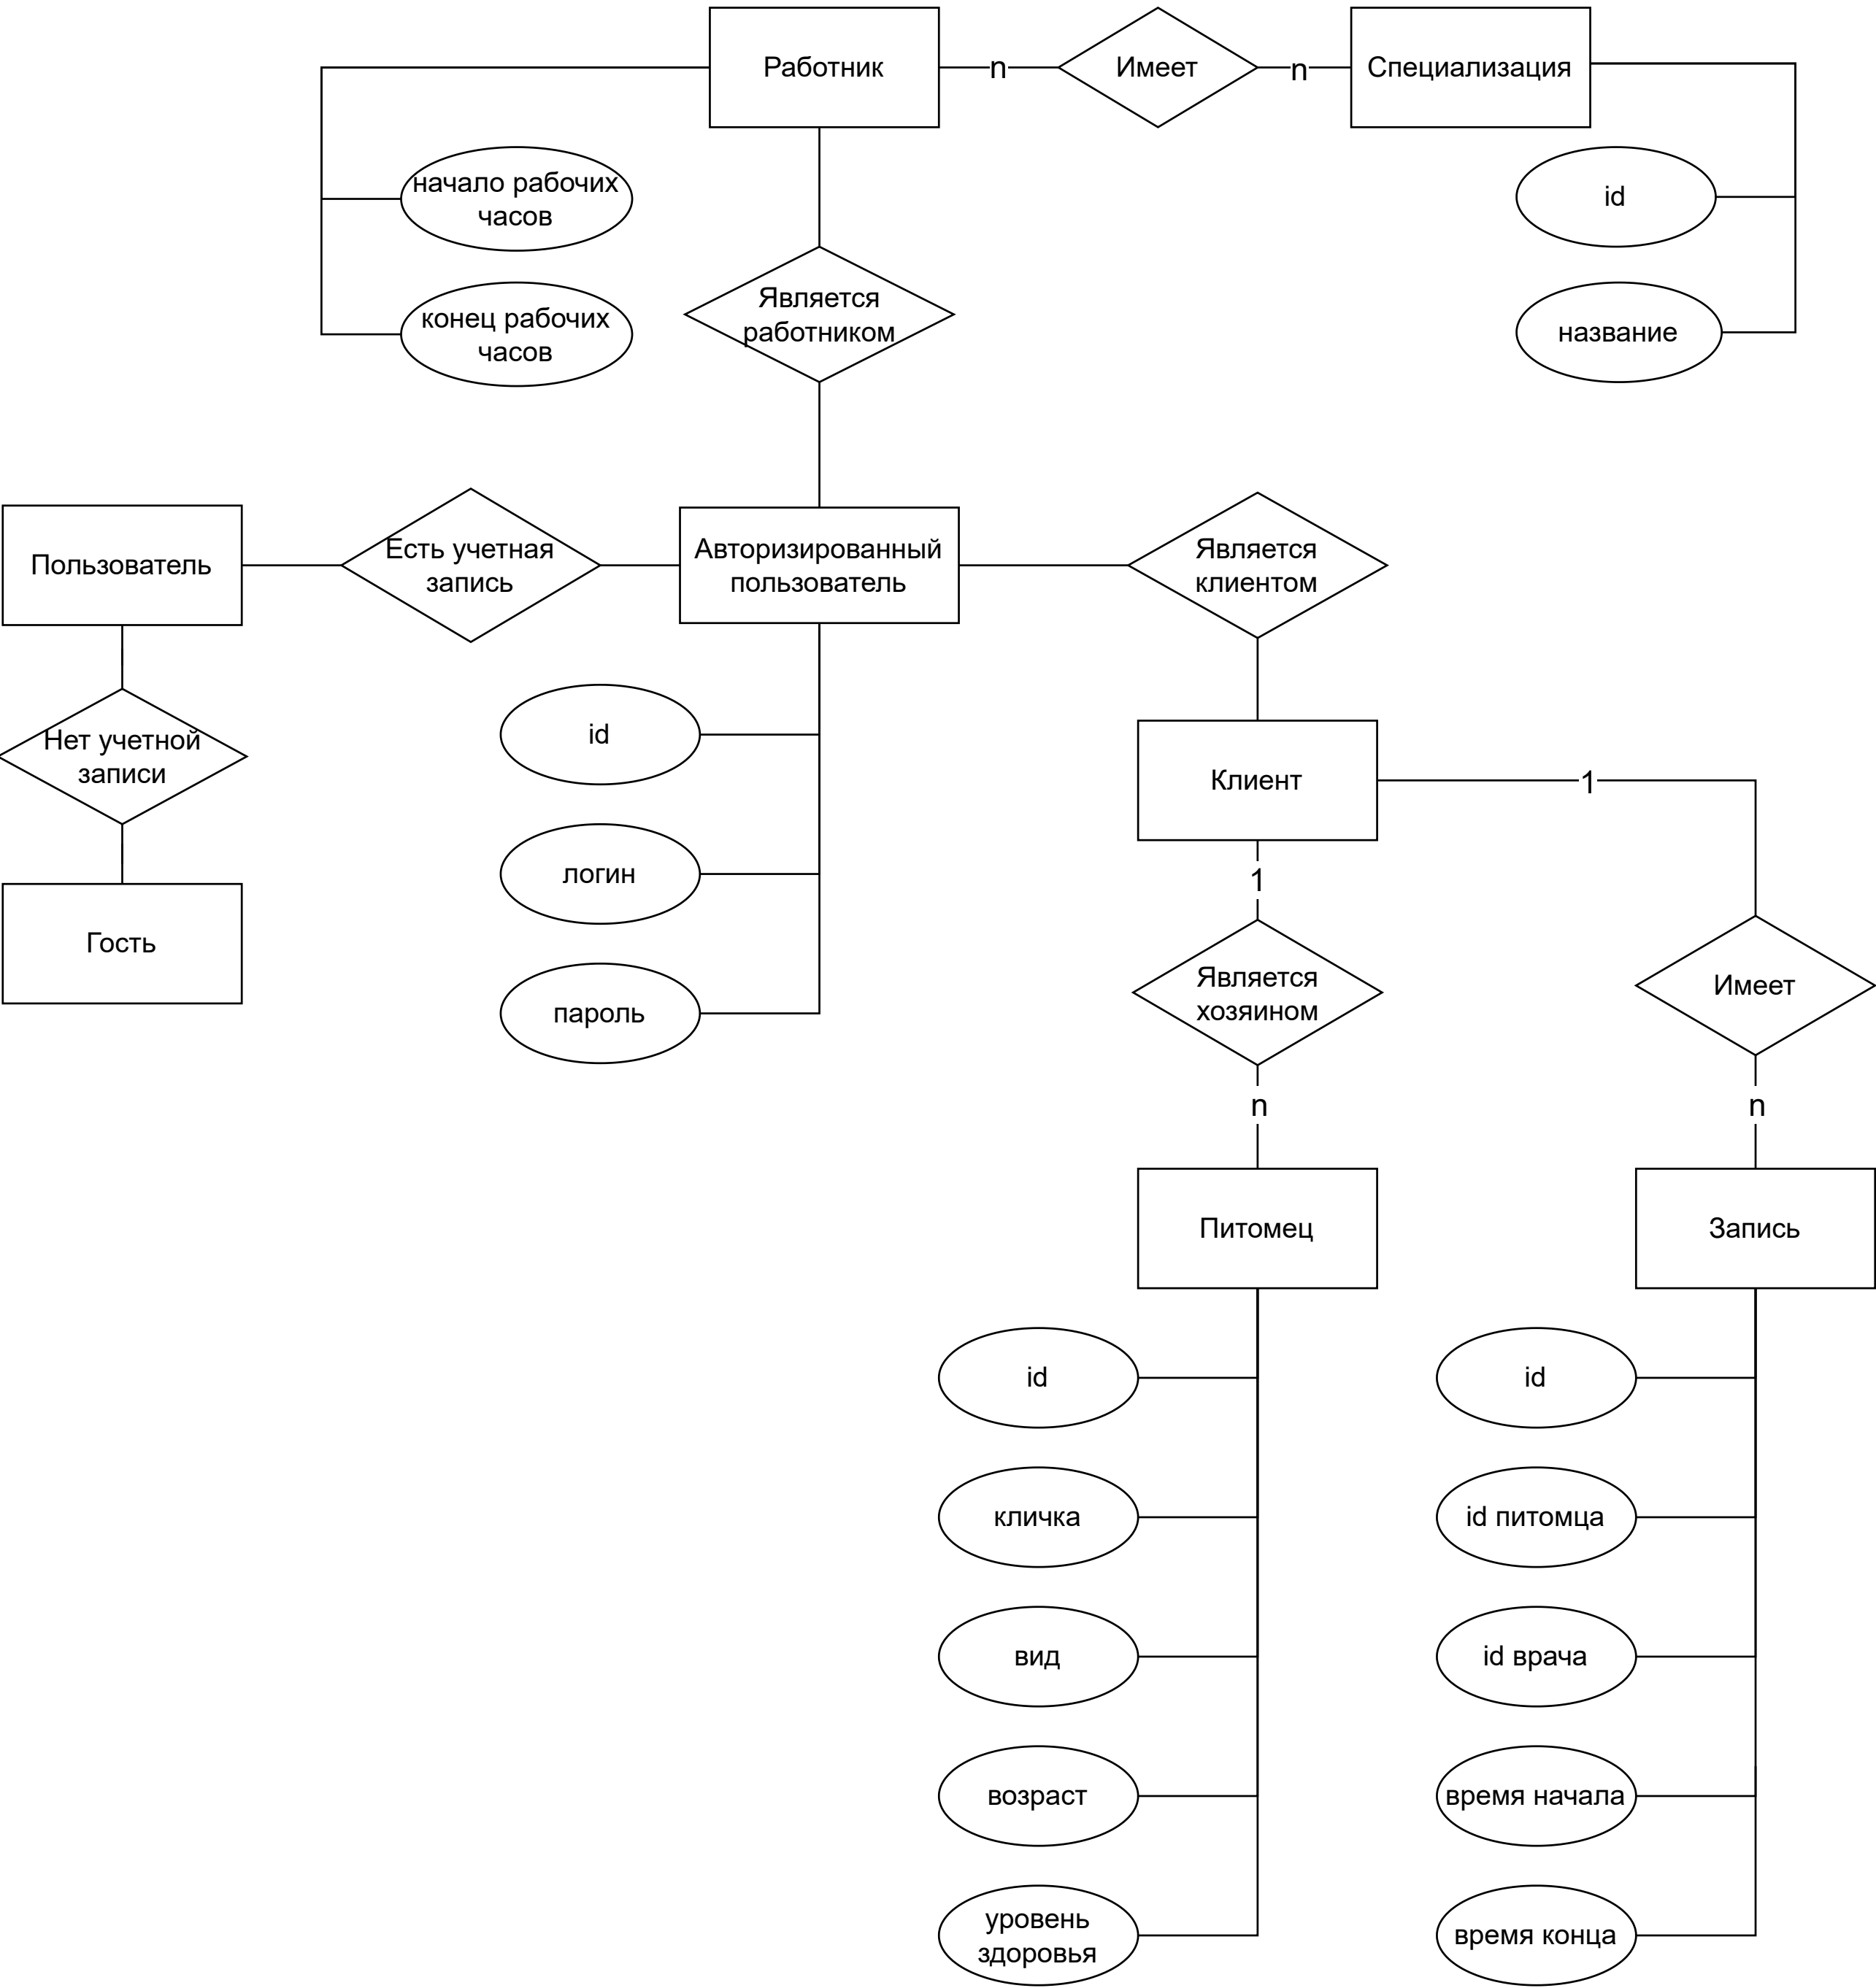 Работник
n
Имеет
n
Специализация
начало рабочих
часов
id
конец рабочих
часов
Является
работником
название
Пользователь
Есть учетная
запись
Авторизированный
пользователь
Является
клиентом
Нет учетной
записи
id
Клиент
1
логин
1
Гость
Является
хозяином
Имеет
пароль
n
n
Питомец
Запись
id
id
кличка
id питомца
вид
id врача
возраст
время начала
уровень
здоровья
время конца